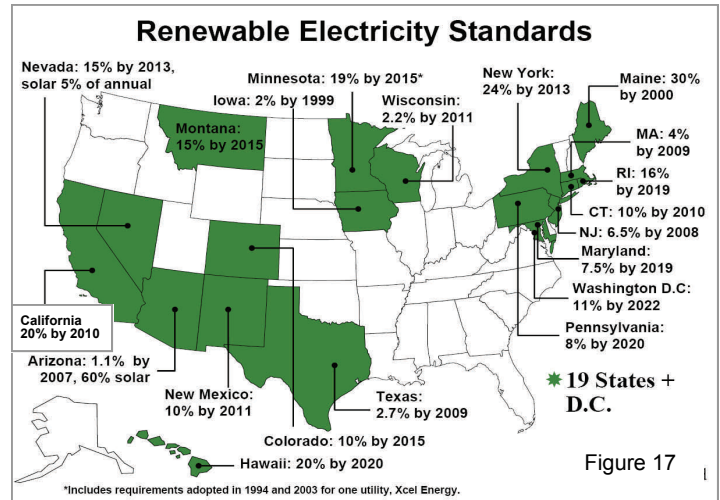 Renewable Electricity Standards
Nevada: 15% by 2013,
solar 5% of annual
Minnesota: 19% by 2015*
Iowa: 2% by 1999
Wisconsin:
2.2% by 2011
New York:
24% by 2013
Maine: 30%
by 2000
Montana:
15% by 2015
MA: 4%
by 2009
RI: 16%
by 2019
CT: 10% by 2010
NJ: 6.5% by 2008
Maryland:
7.5% by 2019
Washington D.C:
11% by 2022
Pennsylvania:
8% by 2020
California
20% by 2010
Arizona: 1.1% by
2007, 60% solar
New Mexico:
10% by 2011
Texas:
2.7% by 2009
19 States +
D.C.
Colorado: 10% by 2015
Hawaii: 20% by 2020
Figure 17
*Includes requirements adopted in 1994 and 2003 for one utility, Xcel Energy.